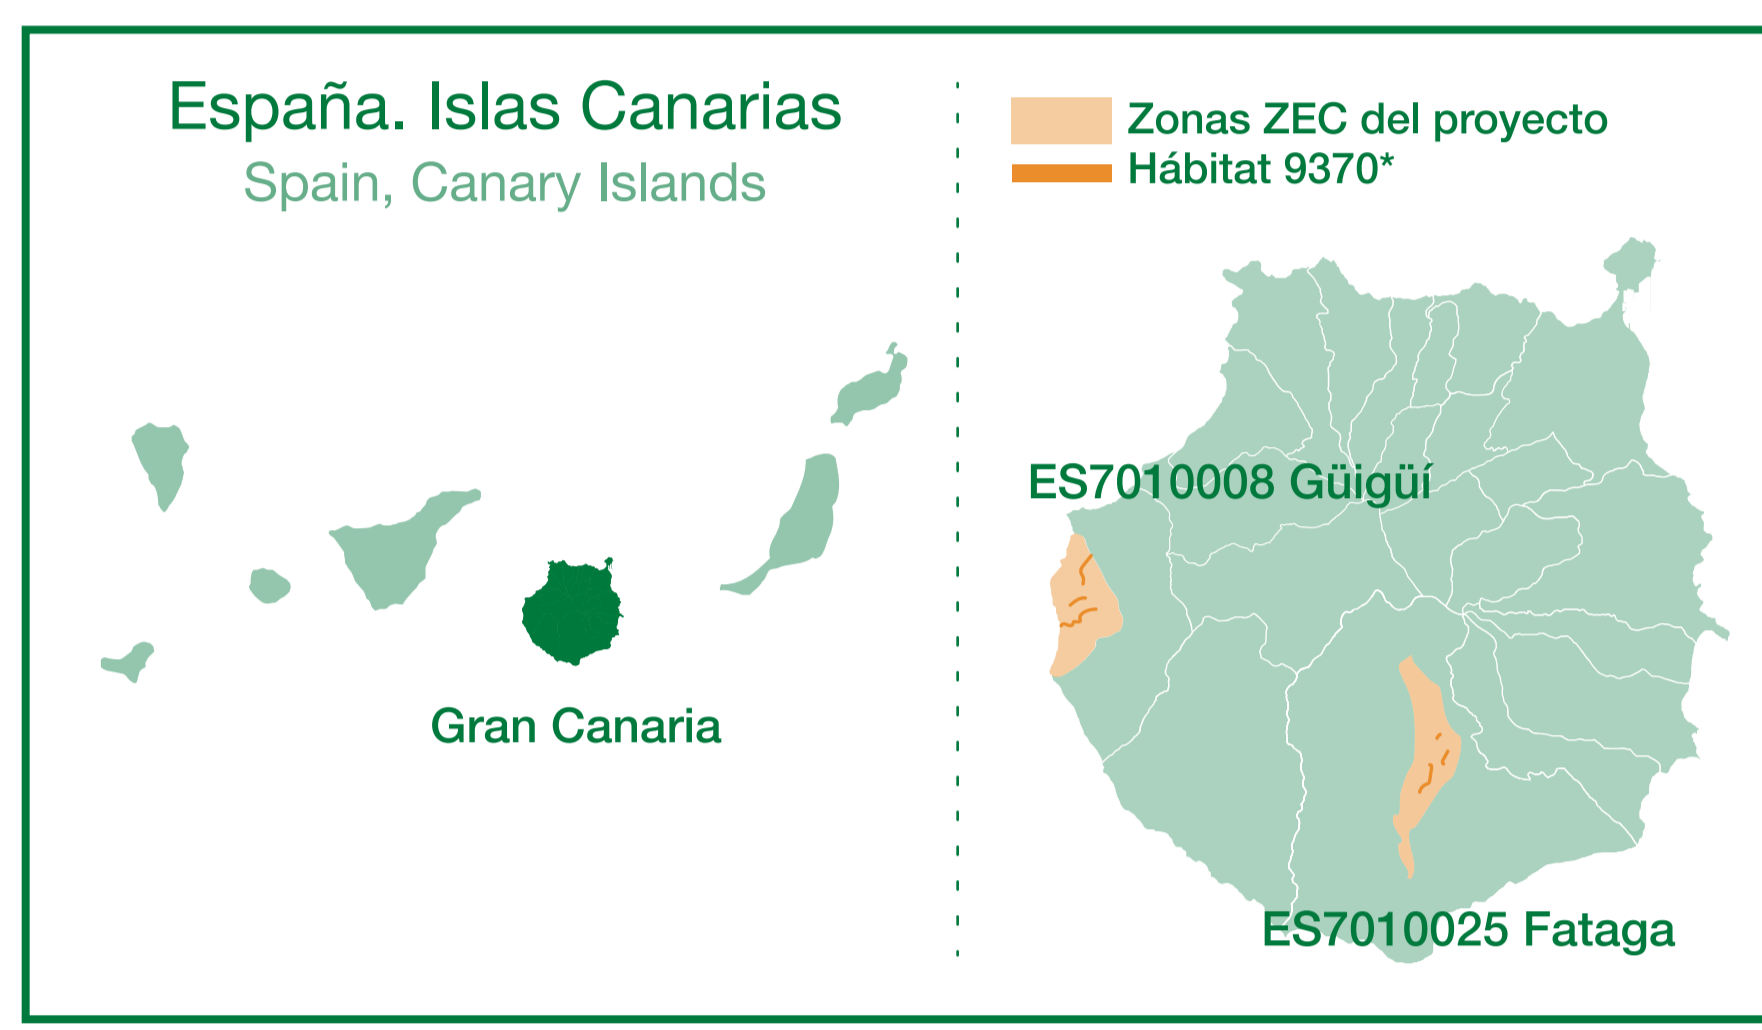 España. Islas Canarias
Spain, Canary Islands
Gran Canaria
Zonas ZEC del proyecto
Hábitat 9370*
ES7010008 Güigüí
ES7010025 Fataga